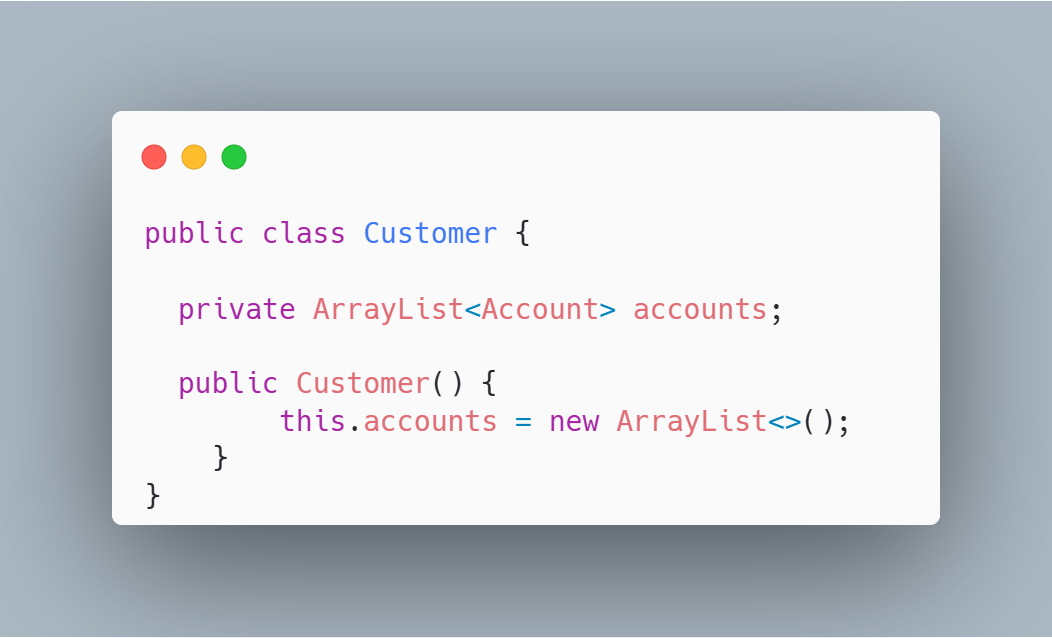 public class Customer {
private ArrayList<Account> accounts;
public Customer() {
this.accounts = new ArrayList<>();
}
}